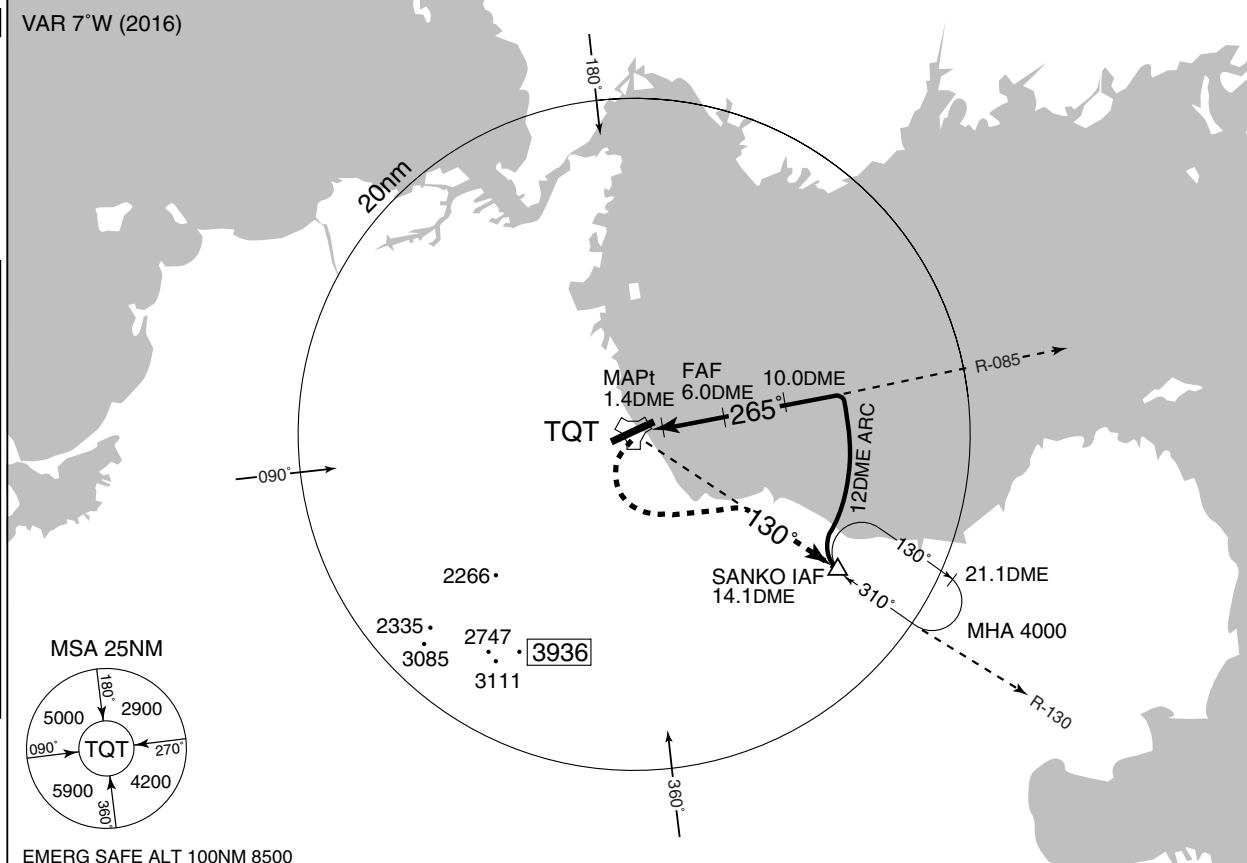 VAR 7°W (2016)
180°
20nm
R-085
MAPt
1.4DME
FAF
6.0DME
10.0DME
265°
TQT
12DME ARC
090°
130°
130°
SANKO IAF
14.1DME
310°
21.1DME
MHA 4000
R-130
2266
2335
3085
2747
3111
3936
MSA 25NM
180°
5000
2900
090°
TQT
270°
5900
4200
360°
360°
EMERG SAFE ALT 100NM 8500